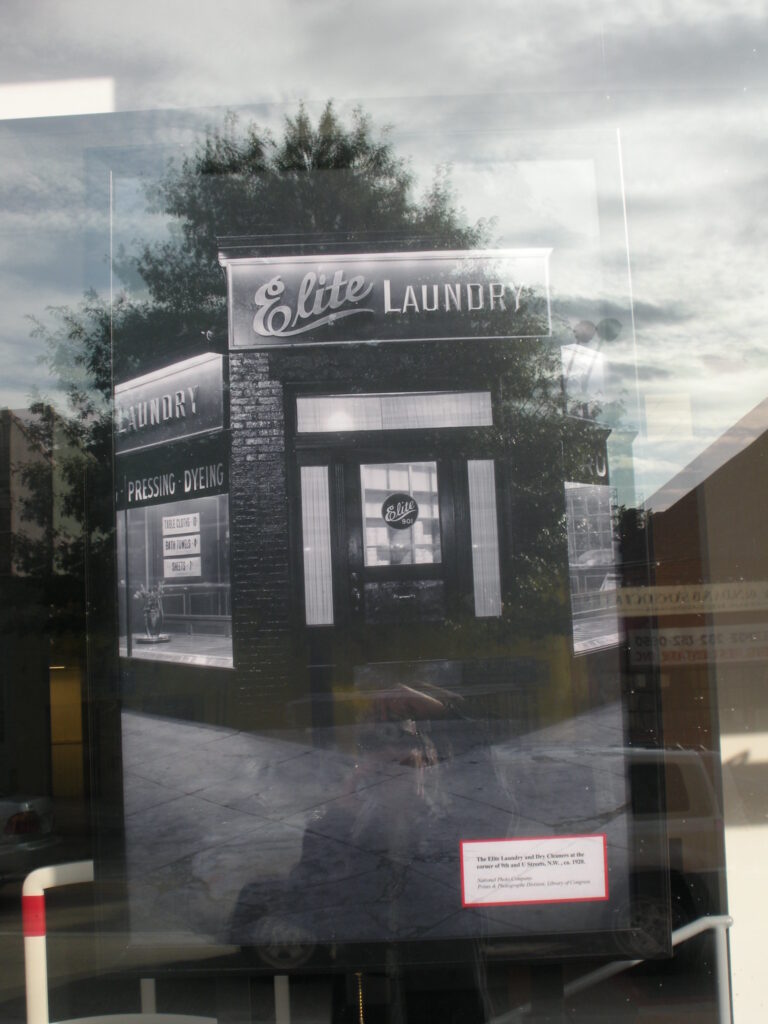 Elite LAUNDRY
LAUNDRY
PRESSING · DYEING
TABLE CLOTHS
BATH TOWELS
SHEETS
Elite
901
The Elite Laundry and Dry Cleaners at the
corner of 9th and U Streets, N.W., ca. 1920.
National Photo Company
Prints & Photographs Division, Library of Congress